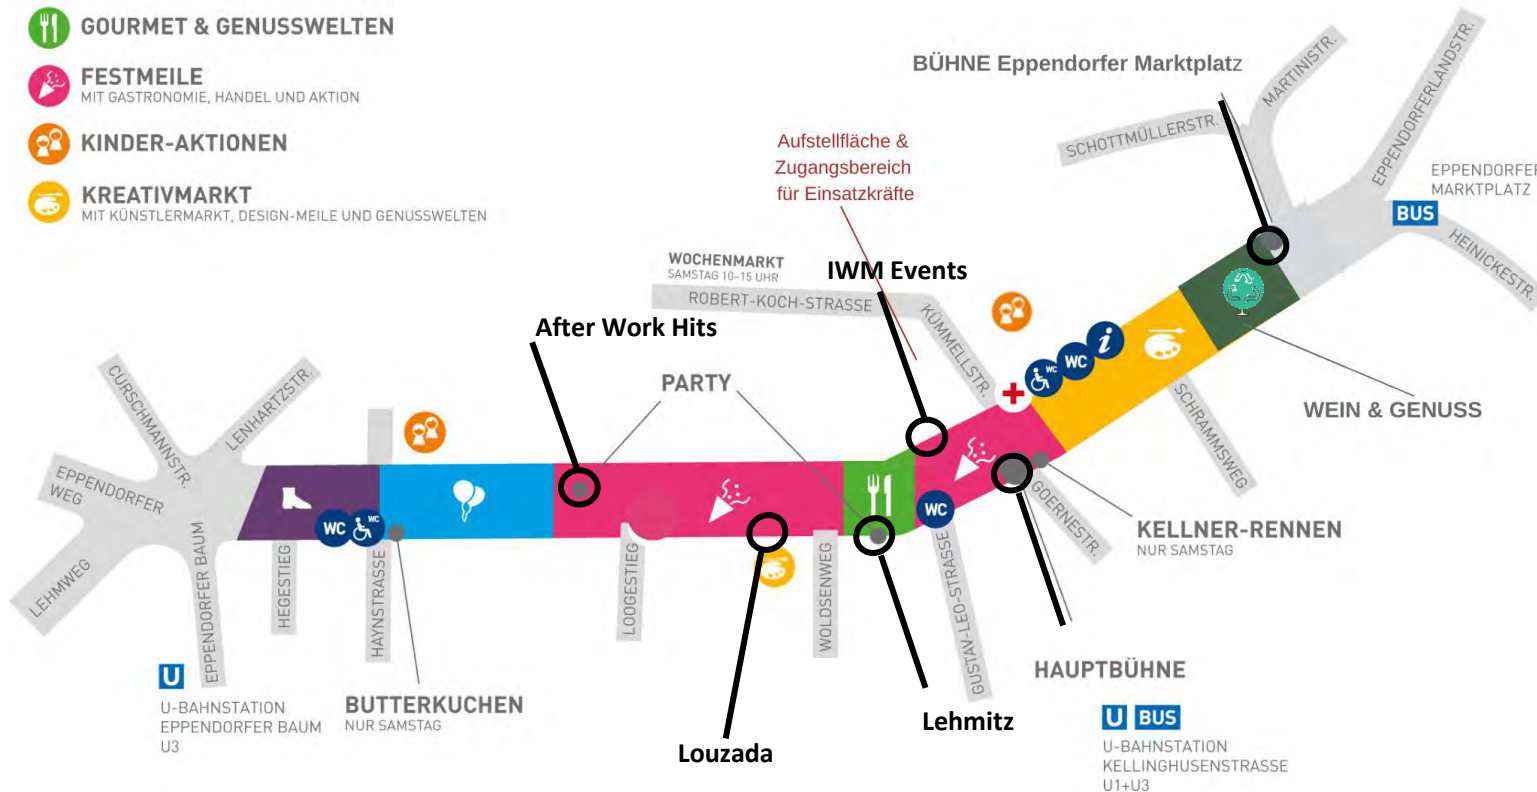 GOURMET & GENUSSWELTEN
FESTMEILE
MIT GASTRONOMIE, HANDEL UND AKTION
KINDER-AKTIONEN
KREATIVMARKT
MIT KÜNSTLERMARKT, DESIGN-MEILE UND GENUSSWELTEN
BÜHNE Eppendorfer Marktplatz
MARTINISTR.
SCHOTTMÜLLERSTR.
EPPENDORFERLANDSTR.
EPPENDORFER
MARKTPLATZ
BUS
HEINICKESTR.
Aufstellfläche &
Zugangsbereich
für Einsatzkräfte
WOCHENMARKT
SAMSTAG 10–15 UHR
ROBERT-KOCH-STRASSE
IWM Events
KÜMMELLSTR.
After Work Hits
PARTY
WC
WC
i
SCHRAMMSWEG
WEIN & GENUSS
CURSCHMANNSTR.
LENHARTZSTR.
EPPENDORFER
WEG
LEHMWEG
EPPENDORFER BAUM
HEGESTIEG
WC
WC
HAYNSTRASSE
LOOGESTIEG
WOLDSENWEG
WC
GUSTAV-LEO-STRASSE
GOERNESTR.
KELLNER-RENNEN
NUR SAMSTAG
U
U-BAHNSTATION
EPPENDORFER BAUM
U3
BUTTERKUCHEN
NUR SAMSTAG
Louzada
Lehmitz
HAUPTBÜHNE
U BUS
U-BAHNSTATION
KELLINGHUSENSTRASSE
U1+U3